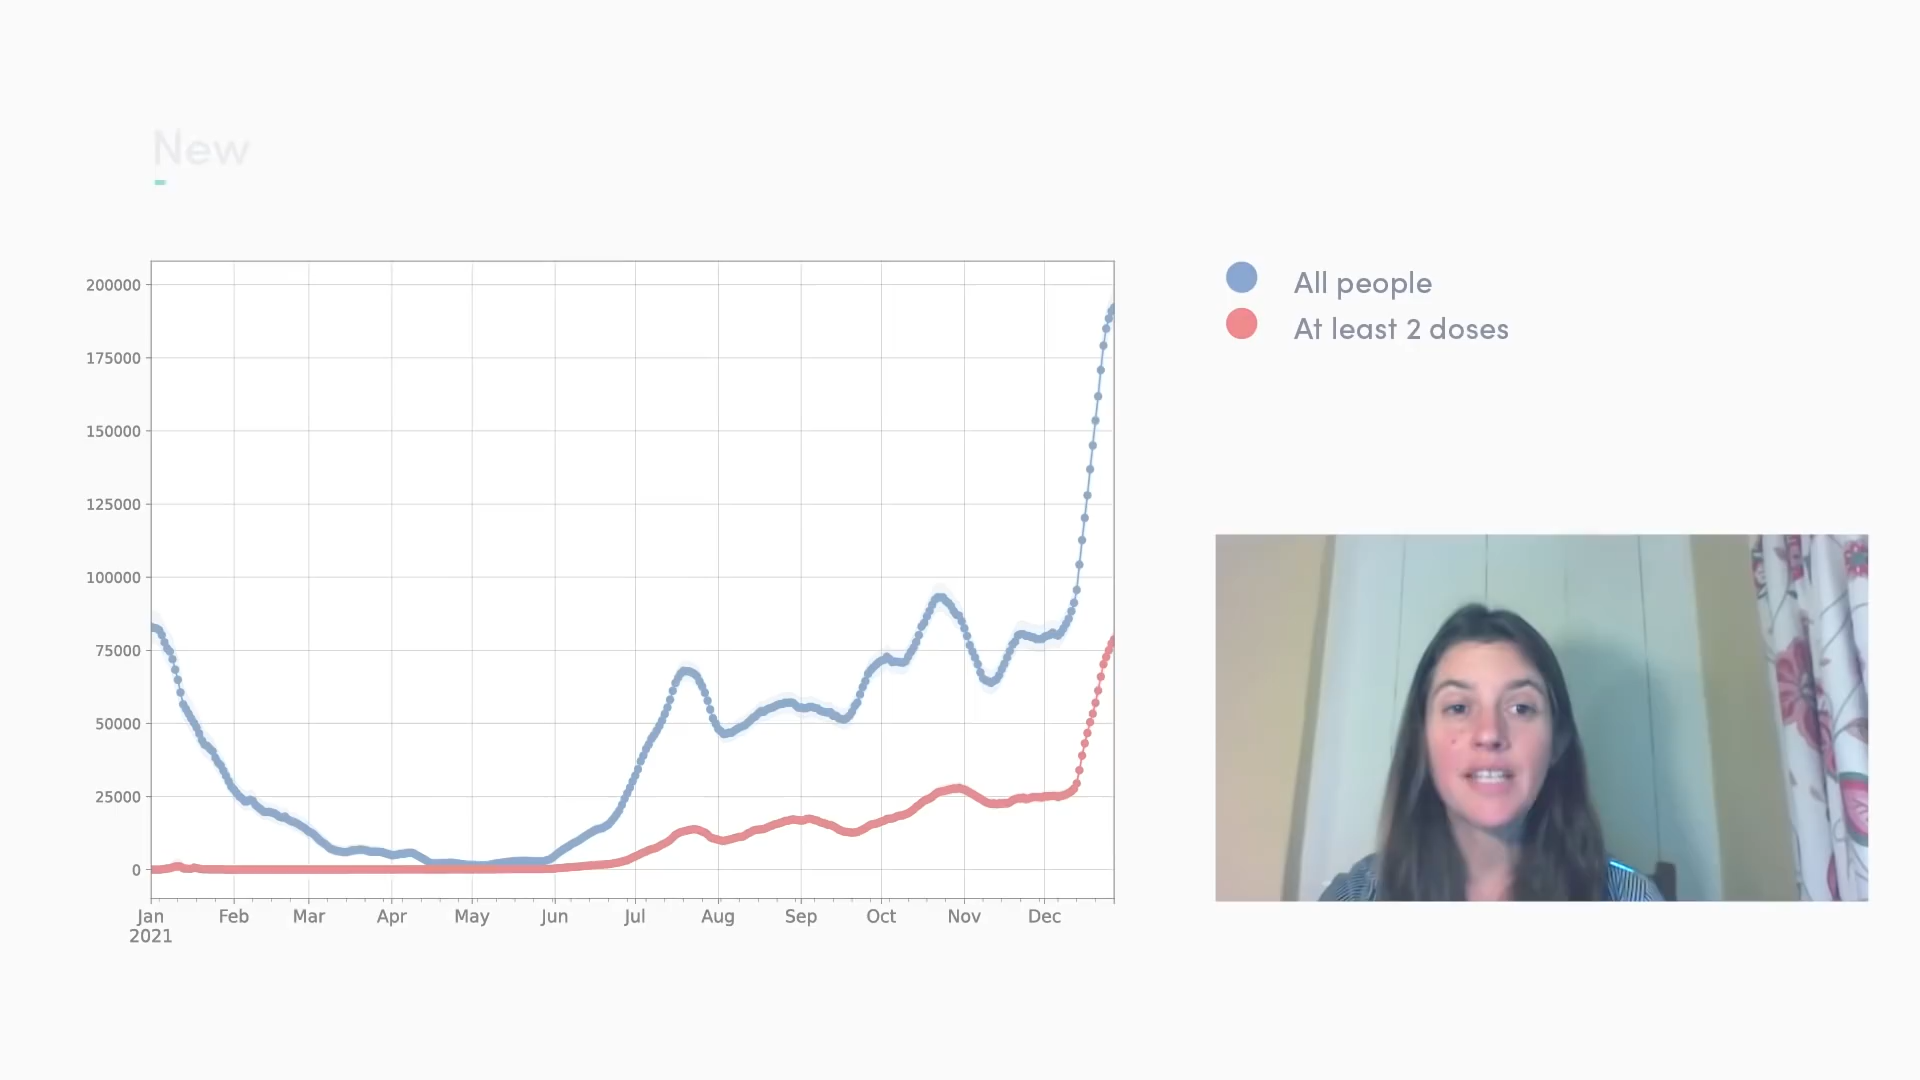 New
200000
175000
150000
125000
100000
75000
50000
25000
0
Jan Feb Mar Apr May Jun Jul Aug Sep Oct Nov Dec
2021
All people
At least 2 doses